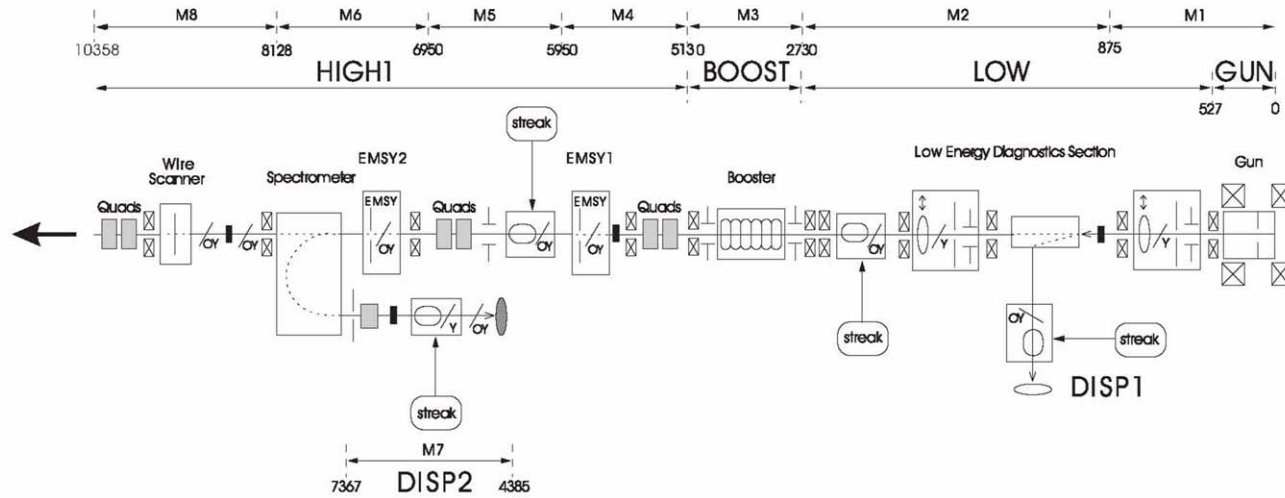 M8 M6 M5 M4 M3 M2 M1
10358 8128 6950 5950 5130 2730 875
HIGH1 BOOST LOW GUN
527 0
streak
EMSY2 EMSY1 Low Energy Diagnostics Section
Wire
Scanner Spectrometer Booster Gun
Quads EMSY Quads EMSY Quads
OY OY OY OY OY OY Y Y
OY
Y OY
streak streak
DISP1
streak
M7
7367 DISP2 4385